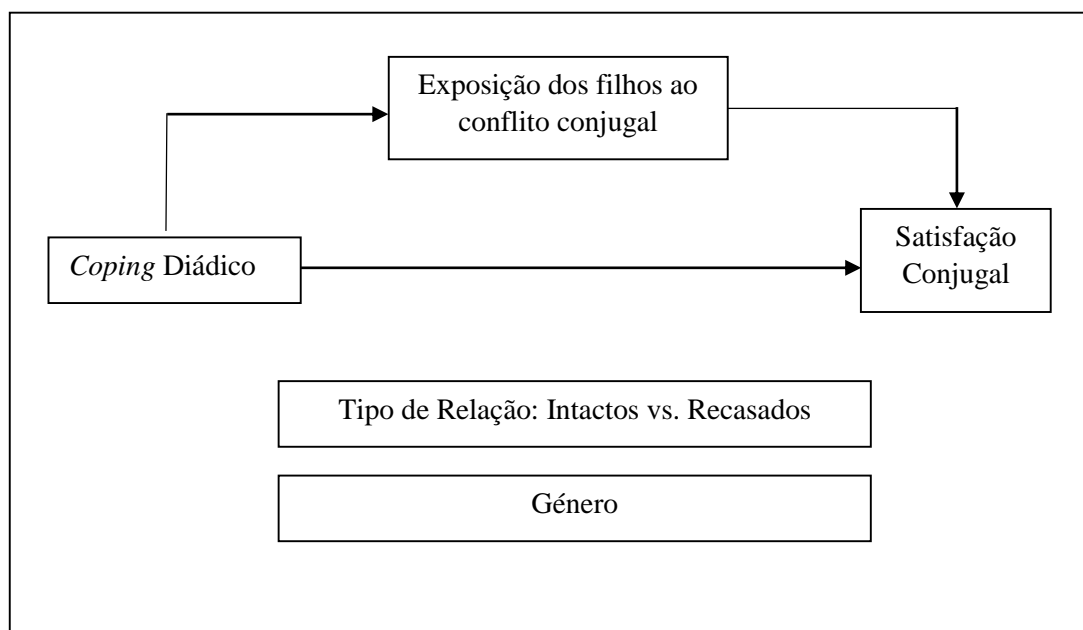 Exposição dos filhos ao
conflito conjugal
Coping Diádico
Satisfação
Conjugal
Tipo de Relação: Intactos vs. Recasados
Género